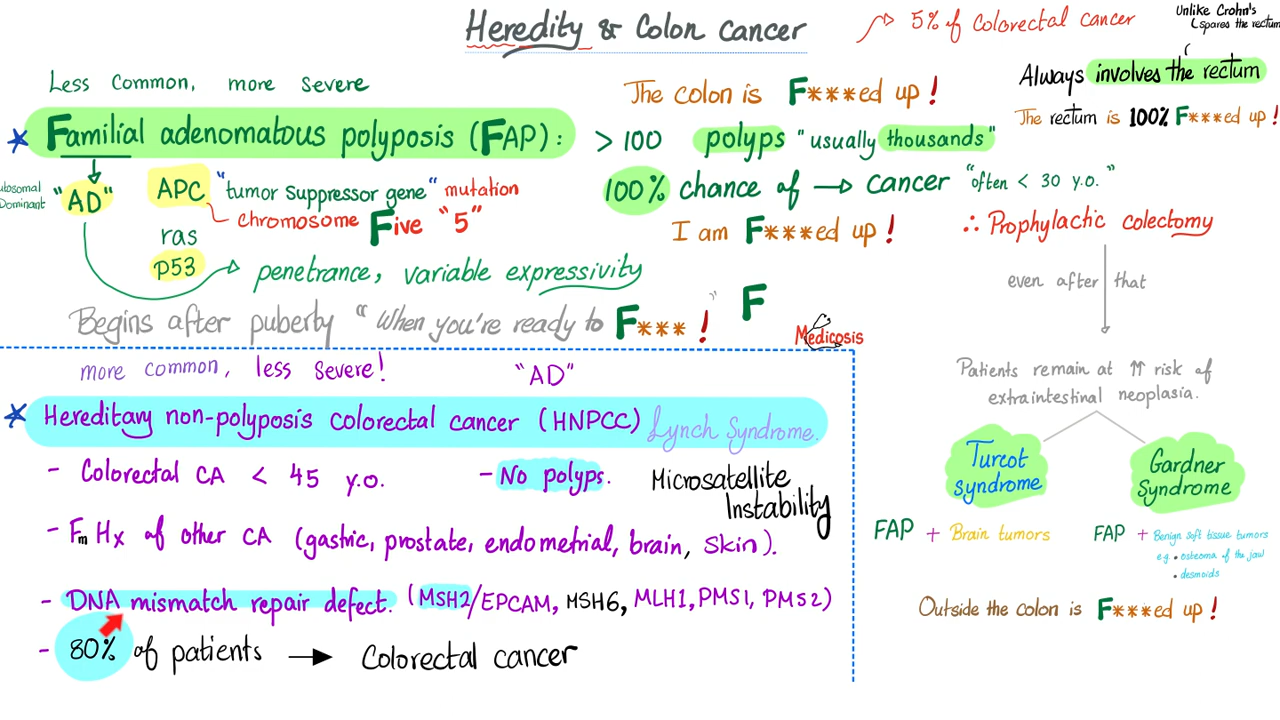 Heredity & Colon cancer
5% of Colorectal cancer
Unlike Crohn's
spares the rectum
Always involves the rectum
The rectum is 100% F***ed up!
Less Common, more Severe
Familial adenomatous polyposis (FAP):
The colon is F***ed up!
> 100 polyps "usually thousands"
100% chance of → cancer "often < 30 y.o."
I am F***ed up!
∴ Prophylactic colectomy
even after that
utosomal
Dominant
"AD"
APC "tumor suppressor gene" mutation
chromosome Five "5"
ras
P53
penetrance, variable expressivity
Begins after puberty "When you're ready to F***!"
F
Medicosis
Patients remain at ↑↑ risk of
extraintestinal neoplasia.
Turcot
Syndrome
FAP + Brain tumors
Gardner
Syndrome
FAP + Benign soft tissue tumors
e.g. • osteoma of the jaw
• desmoids
Outside the colon is F***ed up!
more common, less severe! "AD"
Hereditary non-polyposis Colorectal cancer (HNPCC) Lynch Syndrome.
- Colorectal CA < 45 y.o.
- No polyps.
Microsatellite
Instability
- Fm Hx of other CA (gastric, prostate, endometrial, brain, skin).
- DNA mismatch repair defect. (MSH2/EPCAM, MSH6, MLH1, PMS1, PMS2)
- 80% of patients → Colorectal cancer